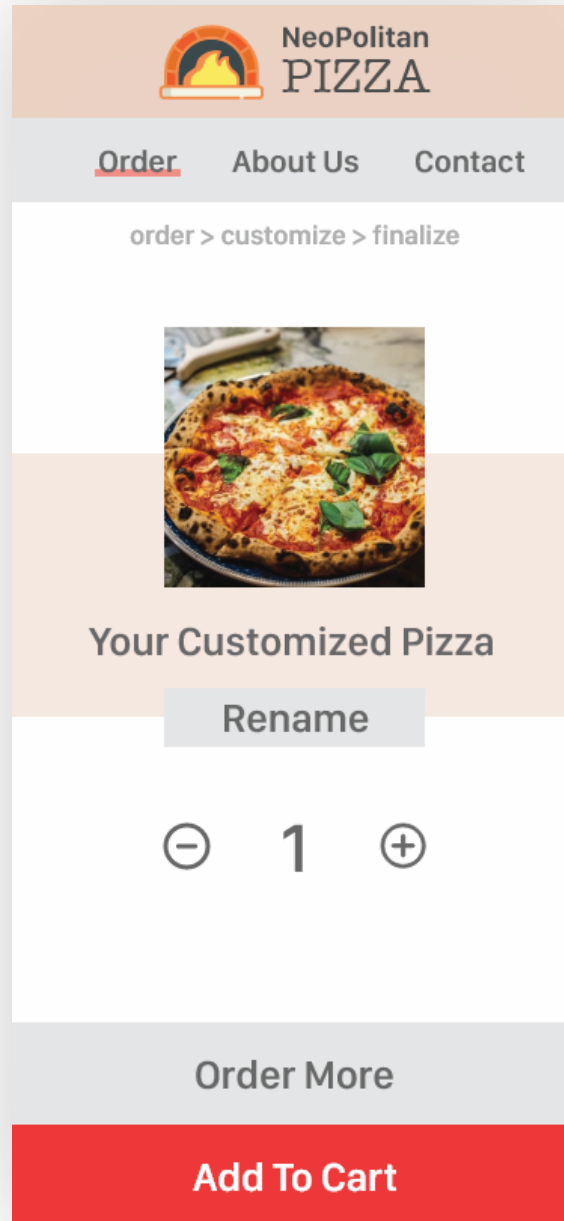 NeoPolitan
PIZZA
Order About Us Contact
order > customize > finalize
Your Customized Pizza
Rename
1
Order More
Add To Cart